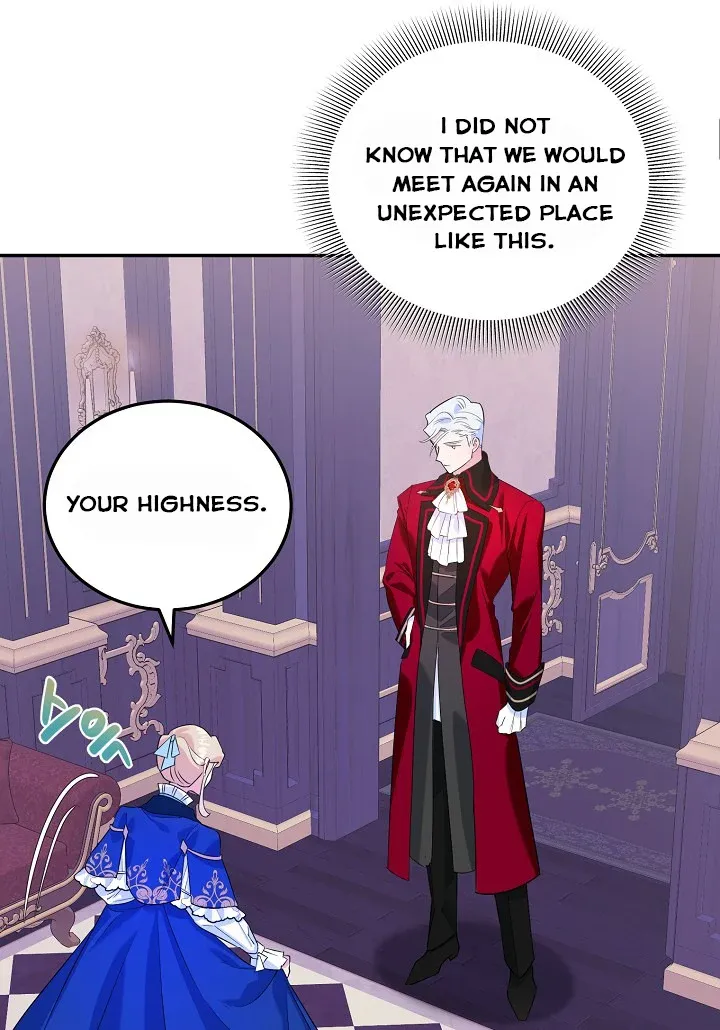 I DID NOT
KNOW THAT WE WOULD
MEET AGAIN IN AN
UNEXPECTED PLACE
LIKE THIS.
YOUR HIGHNESS.